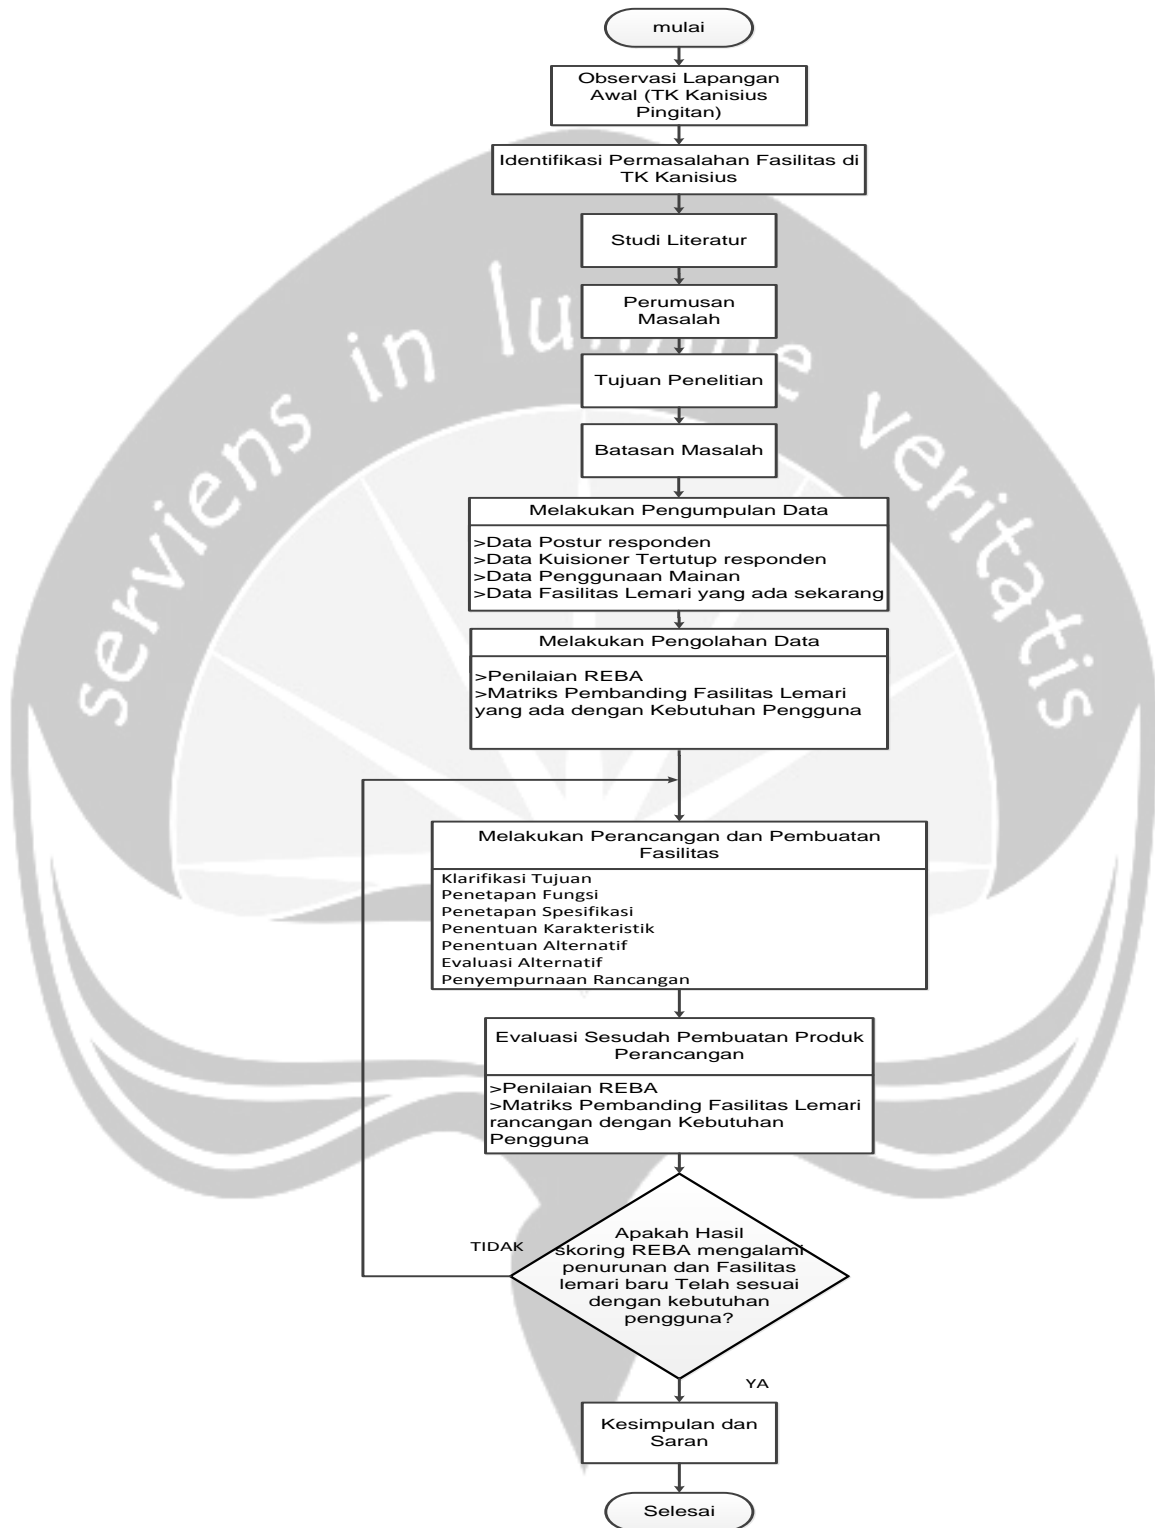 mulai
Observasi Lapangan
Awal (TK Kanisius
Pingitan)
Identifikasi Permasalahan Fasilitas di
TK Kanisius
Studi Literatur
Perumusan
Masalah
Tujuan Penelitian
Batasan Masalah
Melakukan Pengumpulan Data
>Data Postur responden
>Data Kuisioner Tertutup responden
>Data Penggunaan Mainan
>Data Fasilitas Lemari yang ada sekarang
Melakukan Pengolahan Data
>Penilaian REBA
>Matriks Pembanding Fasilitas Lemari
yang ada dengan Kebutuhan Pengguna
Melakukan Perancangan dan Pembuatan
Fasilitas
Klarifikasi Tujuan
Penetapan Fungsi
Penetapan Spesifikasi
Penentuan Karakteristik
Penentuan Alternatif
Evaluasi Alternatif
Penyempurnaan Rancangan
Evaluasi Sesudah Pembuatan Produk
Perancangan
>Penilaian REBA
>Matriks Pembanding Fasilitas Lemari
rancangan dengan Kebutuhan
Pengguna
Apakah Hasil
skoring REBA mengalami
penurunan dan Fasilitas
lemari baru Telah sesuai
dengan kebutuhan
pengguna?
TIDAK
YA
Kesimpulan dan
Saran
Selesai
serviens in veritatis